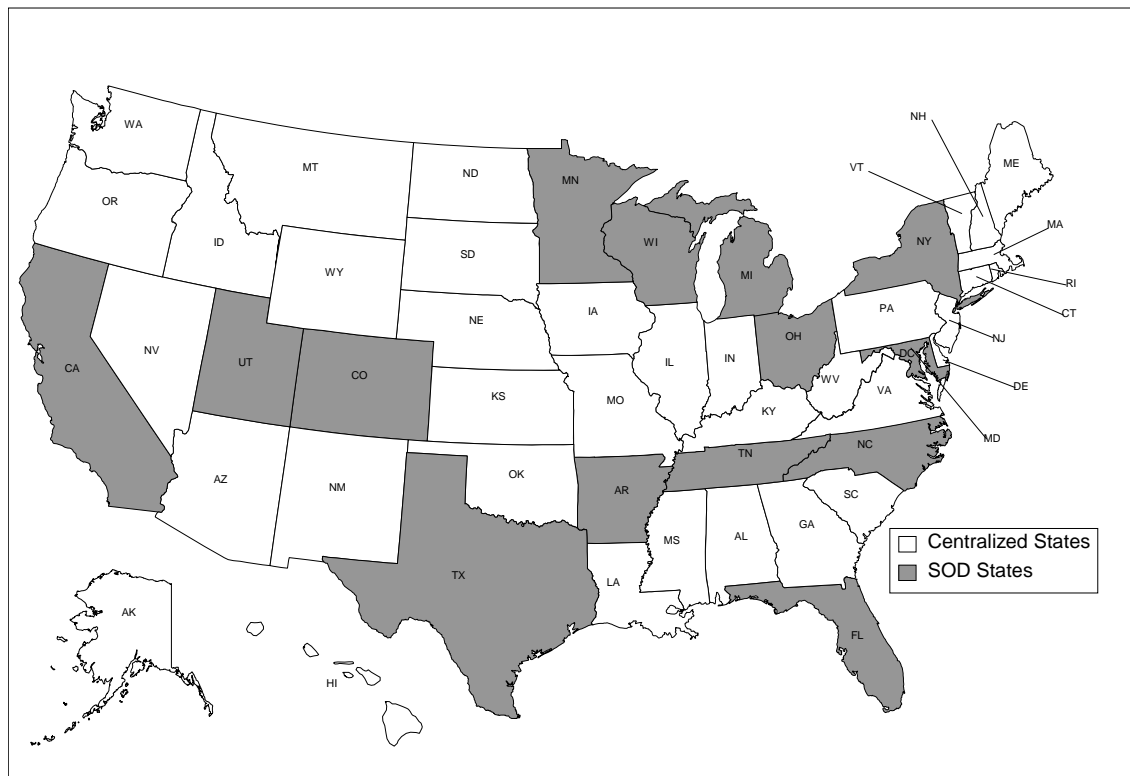 NH
WA
ME
MT
ND
VT
MN
OR
MA
NY
WI
ID
SD
MI
RI
WY
CT
PA
IA
NE
NJ
OH
DC
NV
UT
IL
IN
CA
CO
DE
WV
VA
KS
MO
KY
MD
NC
TN
OK
AZ
NM
AR
SC
GA
MS
AL
Centralized States
SOD States
TX
LA
AK
FL
HI